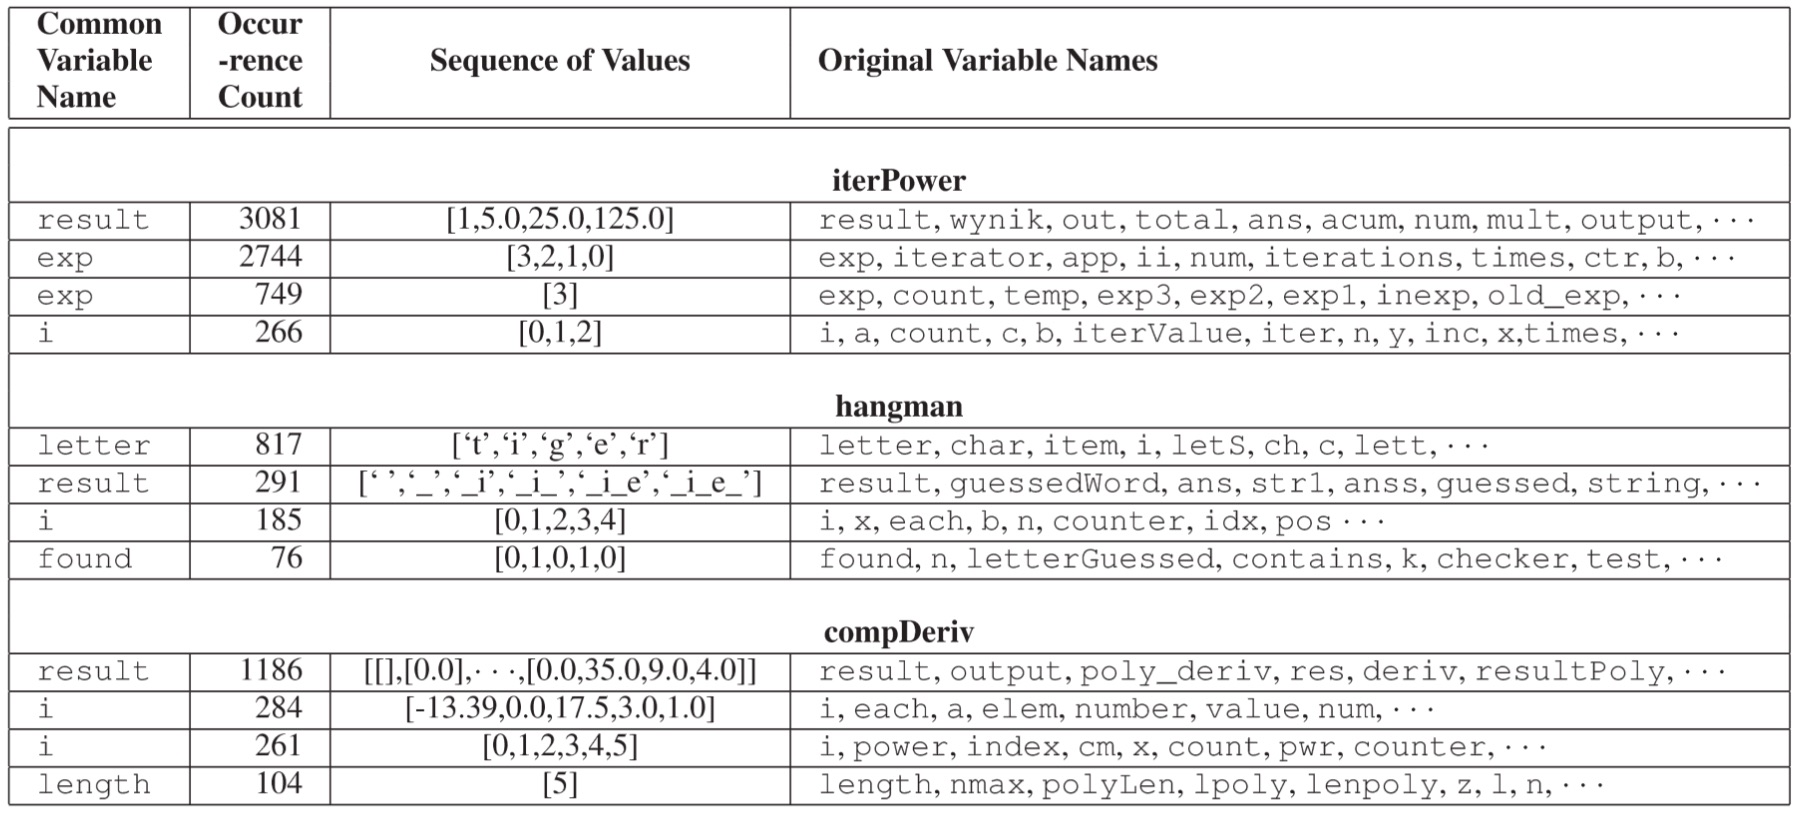 Common Variable Name | Occur-rence Count | Sequence of Values | Original Variable Names
iterPower
result | 3081 | [1,5.0,25.0,125.0] | result, wynik, out, total, ans, acum, num, mult, output, ···
exp | 2744 | [3,2,1,0] | exp, iterator, app, ii, num, iterations, times, ctr, b, ···
exp | 749 | [3] | exp, count, temp, exp3, exp2, exp1, inexp, old_exp, ···
i | 266 | [0,1,2] | i, a, count, c, b, iterValue, iter, n, y, inc, x,times, ···
hangman
letter | 817 | [‘t’,‘i’,‘g’,‘e’,‘r’] | letter, char, item, i, letS, ch, c, lett, ···
result | 291 | [‘ ’,‘_’,‘_i’,‘_i_’,‘_i_e’,‘_i_e_’] | result, guessedWord, ans, str1, anss, guessed, string, ···
i | 185 | [0,1,2,3,4] | i, x, each, b, n, counter, idx, pos ···
found | 76 | [0,1,0,1,0] | found, n, letterGuessed, contains, k, checker, test, ···
compDeriv
result | 1186 | [[],[0.0],···,[0.0,35.0,9.0,4.0]] | result, output, poly_deriv, res, deriv, resultPoly, ···
i | 284 | [-13.39,0.0,17.5,3.0,1.0] | i, each, a, elem, number, value, num, ···
i | 261 | [0,1,2,3,4,5] | i, power, index, cm, x, count, pwr, counter, ···
length | 104 | [5] | length, nmax, polyLen, lpoly, lenpoly, z, l, n, ···